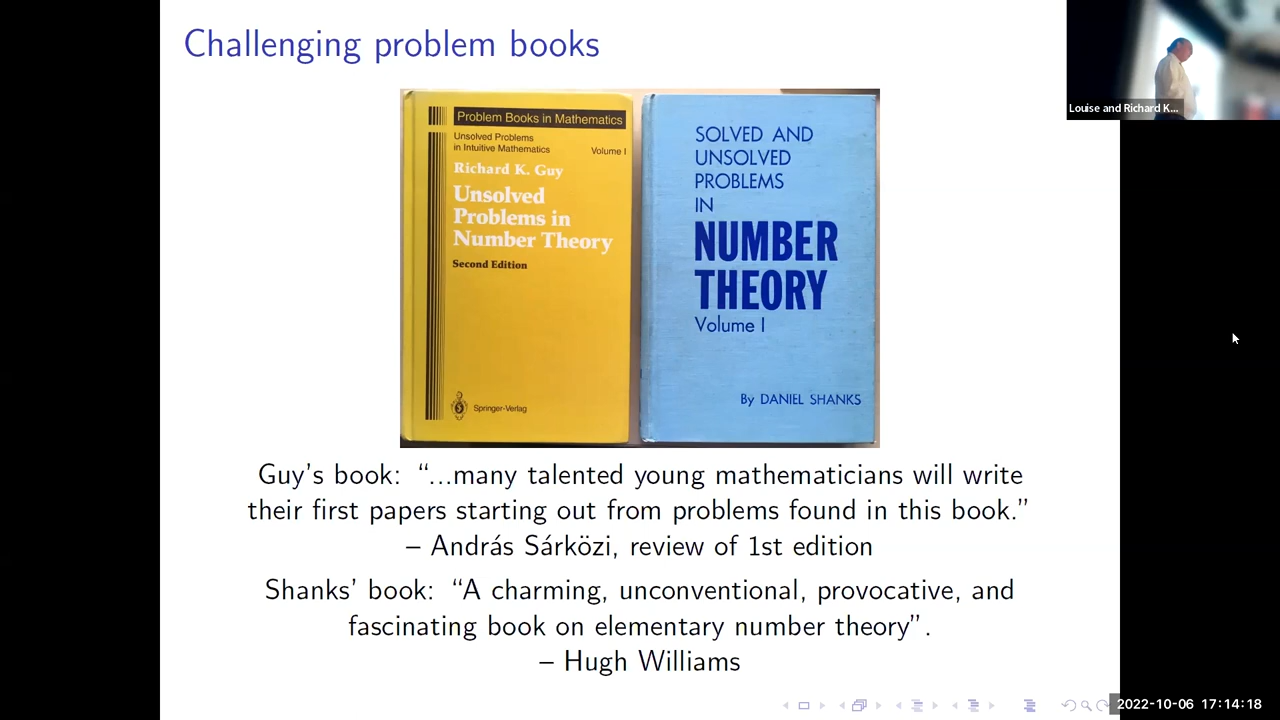 Challenging problem books
Louise and Richard K...
Problem Books in Mathematics
Unsolved Problems
in Intuitive Mathematics
Volume I
Richard K. Guy
Unsolved
Problems in
Number Theory
Second Edition
Springer-Verlag
SOLVED AND
UNSOLVED
PROBLEMS
IN
NUMBER
THEORY
Volume I
By DANIEL SHANKS
Guy's book: “...many talented young mathematicians will write
their first papers starting out from problems found in this book.”
– András Sárközi, review of 1st edition
Shanks' book: “A charming, unconventional, provocative, and
fascinating book on elementary number theory”.
– Hugh Williams
2022-10-06 17:14:18